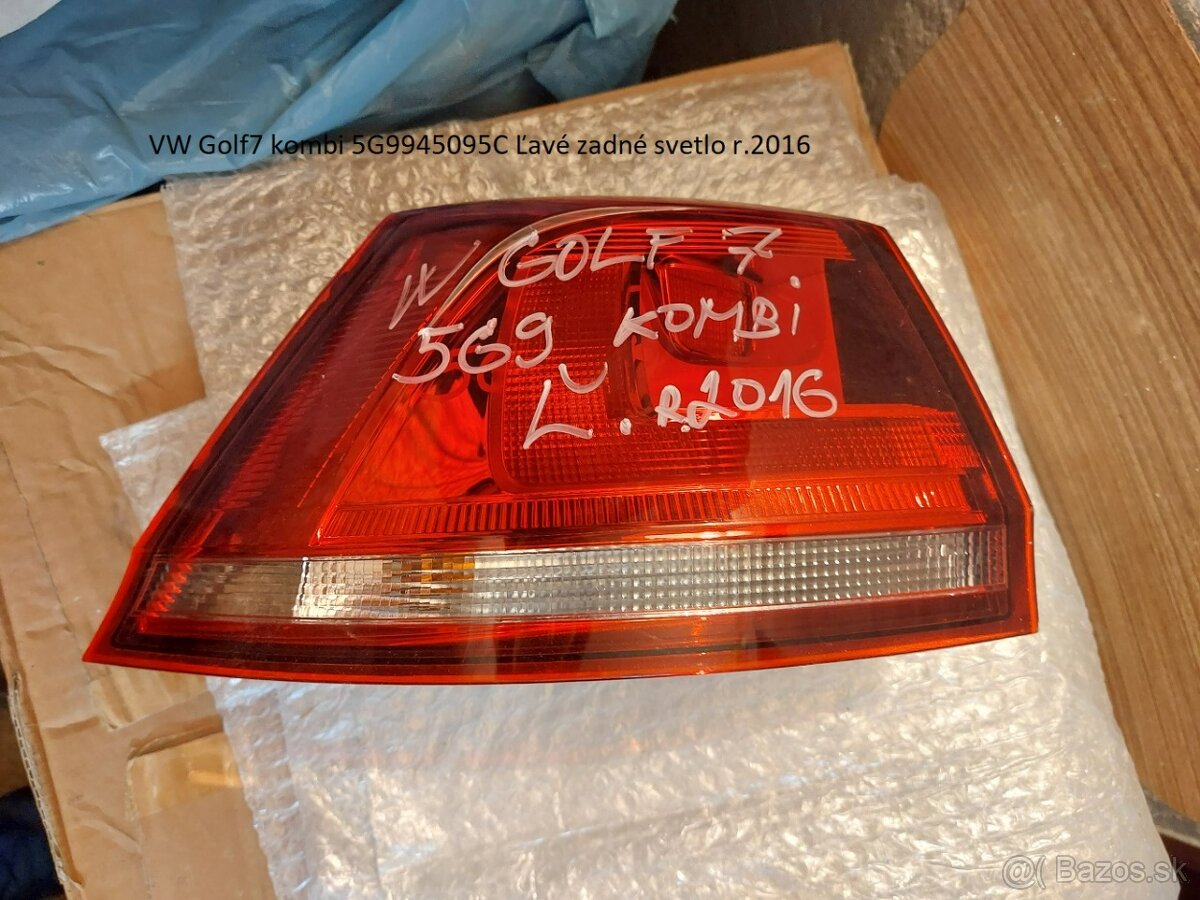 VW Golf7 kombi 5G9945095C Ľavé zadné svetlo r.2016
VW GOLF 7
5G9 KOMBi
Ľ. R.2016
@( Bazos.sk